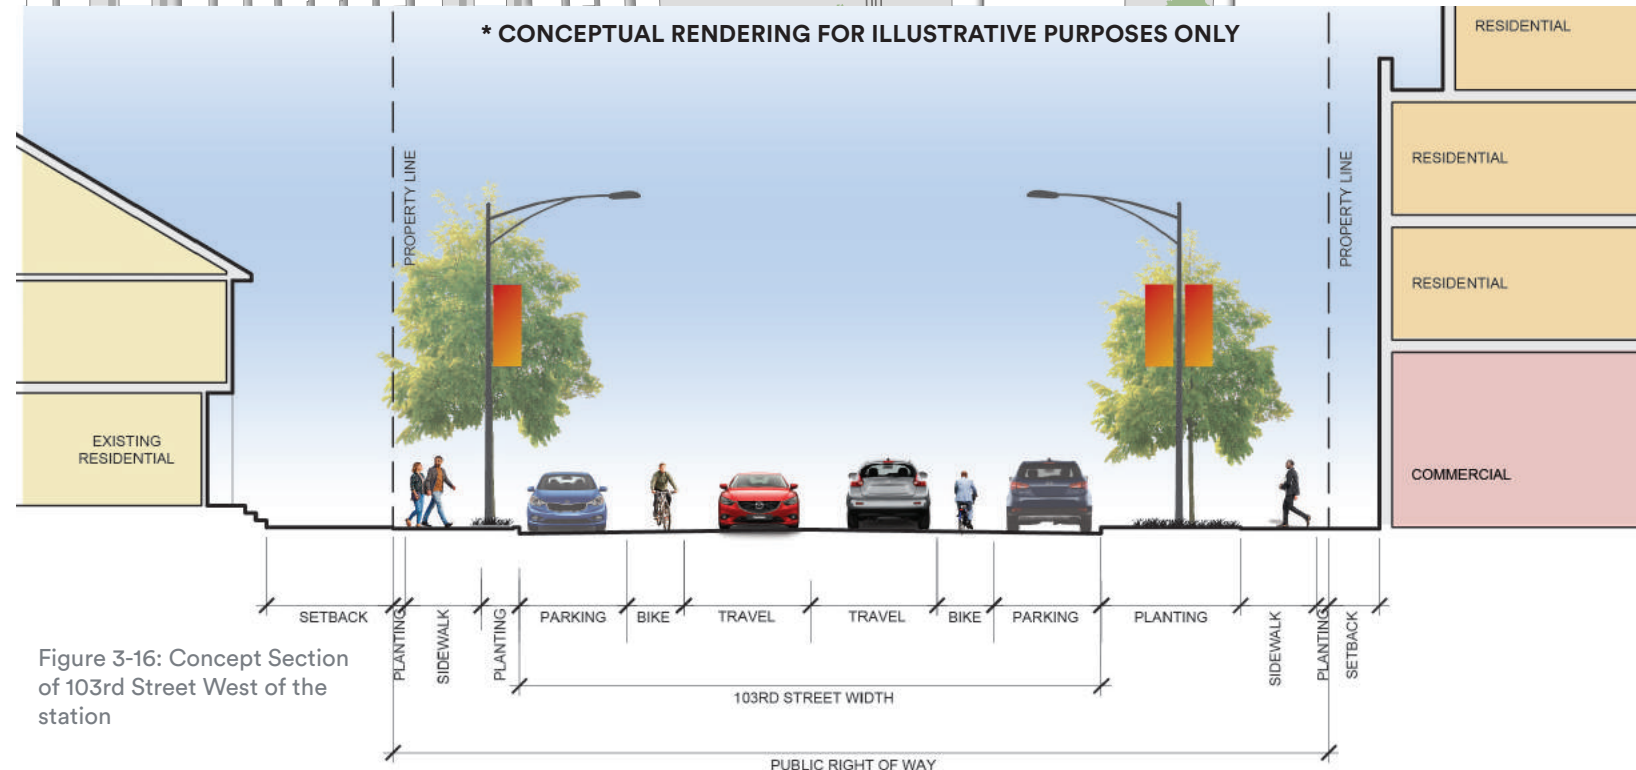 * CONCEPTUAL RENDERING FOR ILLUSTRATIVE PURPOSES ONLY
RESIDENTIAL
RESIDENTIAL
RESIDENTIAL
COMMERCIAL
PROPERTY LINE
PROPERTY LINE
EXISTING
RESIDENTIAL
SETBACK
PLANTING
SIDEWALK
PLANTING
PARKING
BIKE
TRAVEL
TRAVEL
BIKE
PARKING
PLANTING
SIDEWALK
PLANTING
SETBACK
103RD STREET WIDTH
PUBLIC RIGHT OF WAY
Figure 3-16: Concept Section
of 103rd Street West of the
station